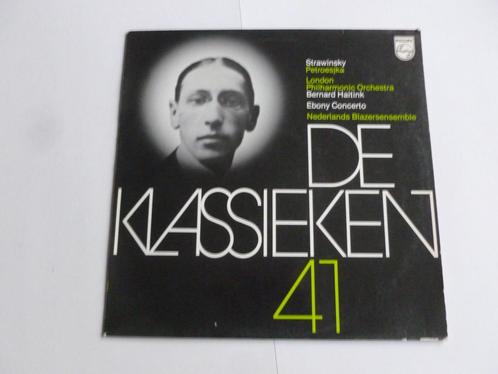 PHILIPS
Strawinsky
Petroesjka
London
Philharmonic Orchestra
Bernard Haitink
Ebony Concerto
Nederlands Blazersensemble
DE
KLASSIEKEN
41